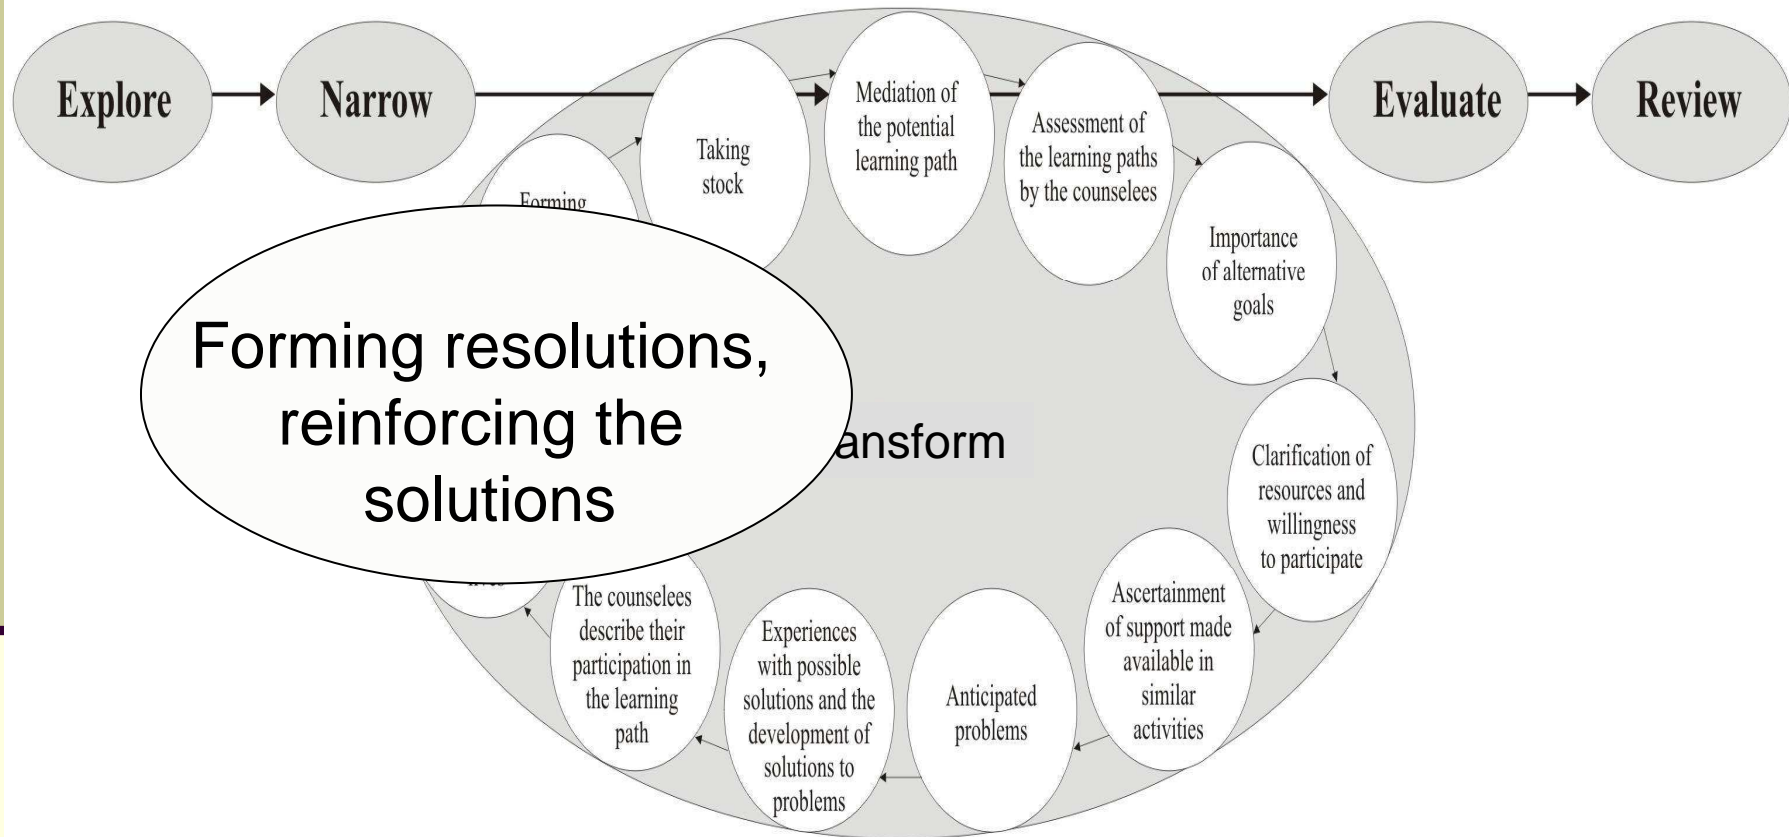 Explore
Narrow
Evaluate
Review
Taking
stock
Mediation of
the potential
learning path
Assessment of
the learning paths
by the counselees
Importance
of alternative
goals
Clarification of
resources and
willingness
to participate
Ascertainment
of support made
available in
similar
activities
Anticipated
problems
Experiences
with possible
solutions and the
development of
solutions to
problems
The counselees
describe their
participation in
the learning
path
Forming
Forming resolutions,
reinforcing the
solutions
ansform